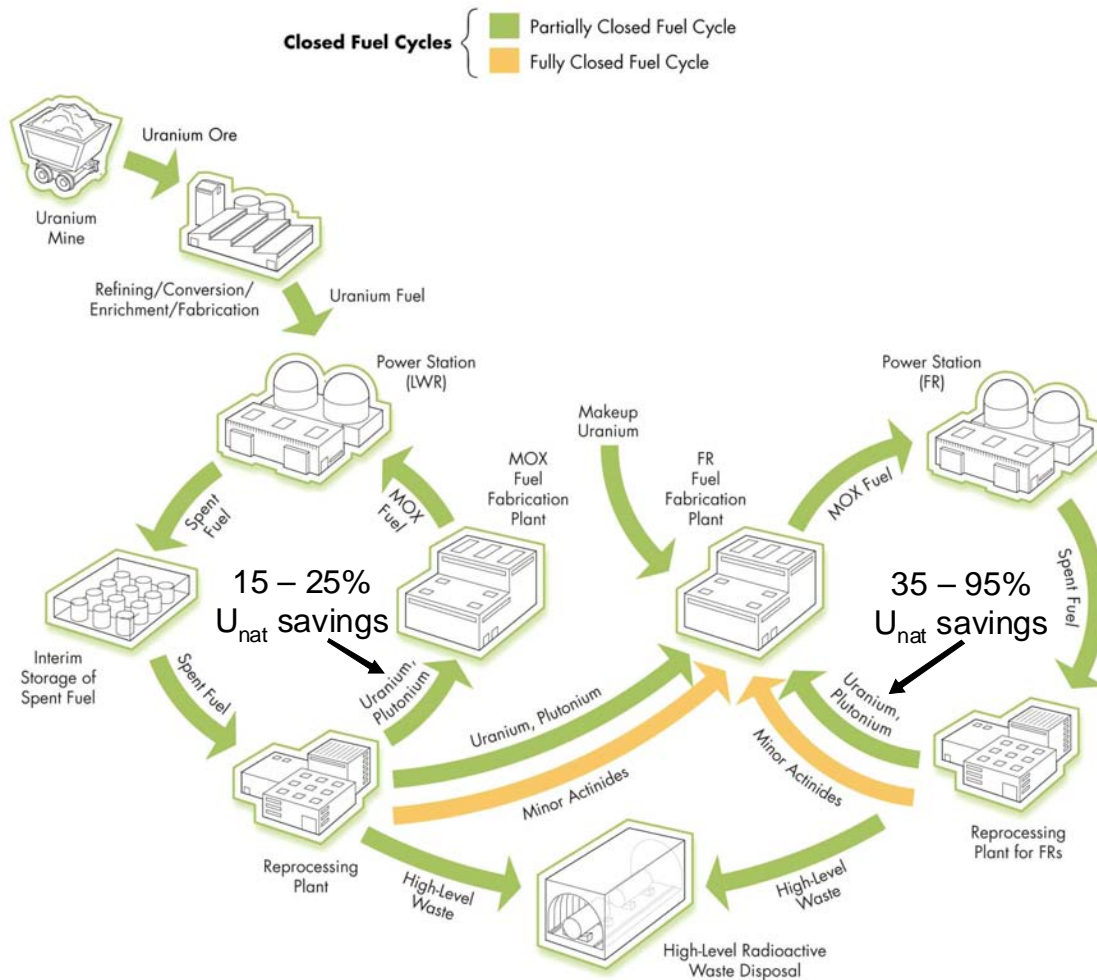 Closed Fuel Cycles
Partially Closed Fuel Cycle
Fully Closed Fuel Cycle
Uranium Ore
Uranium
Mine
Refining/Conversion/
Enrichment/Fabrication
Uranium Fuel
Power Station
(LWR)
Power Station
(FR)
Makeup
Uranium
MOX
Fuel
Fabrication
Plant
FR
Fuel
Fabrication
Plant
MOX Fuel
Spent
Fuel
MOX
Fuel
Spent Fuel
15 – 25%
Unat savings
35 – 95%
Unat savings
Interim
Storage of
Spent Fuel
Spent Fuel
Uranium,
Plutonium
Uranium, Plutonium
Minor Actinides
Uranium,
Plutonium
Minor Actinides
Reprocessing
Plant
Reprocessing
Plant for FRs
High-Level
Waste
High-Level
Waste
High-Level Radioactive
Waste Disposal